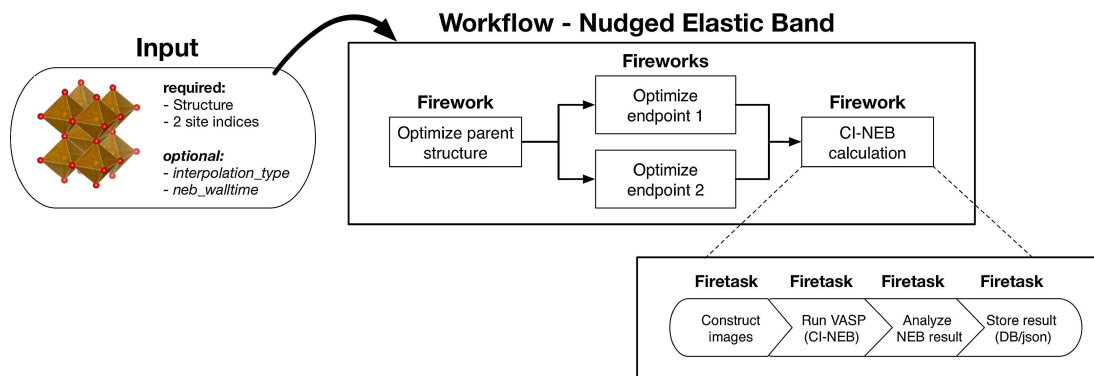 Workflow - Nudged Elastic Band
Input
required:
- Structure
- 2 site indices
optional:
- interpolation_type
- neb_walltime
Fireworks
Firework
Optimize parent
structure
Optimize
endpoint 1
Optimize
endpoint 2
Firework
CI-NEB
calculation
Firetask
Firetask
Firetask
Firetask
Construct
images
Run VASP
(CI-NEB)
Analyze
NEB result
Store result
(DB/json)